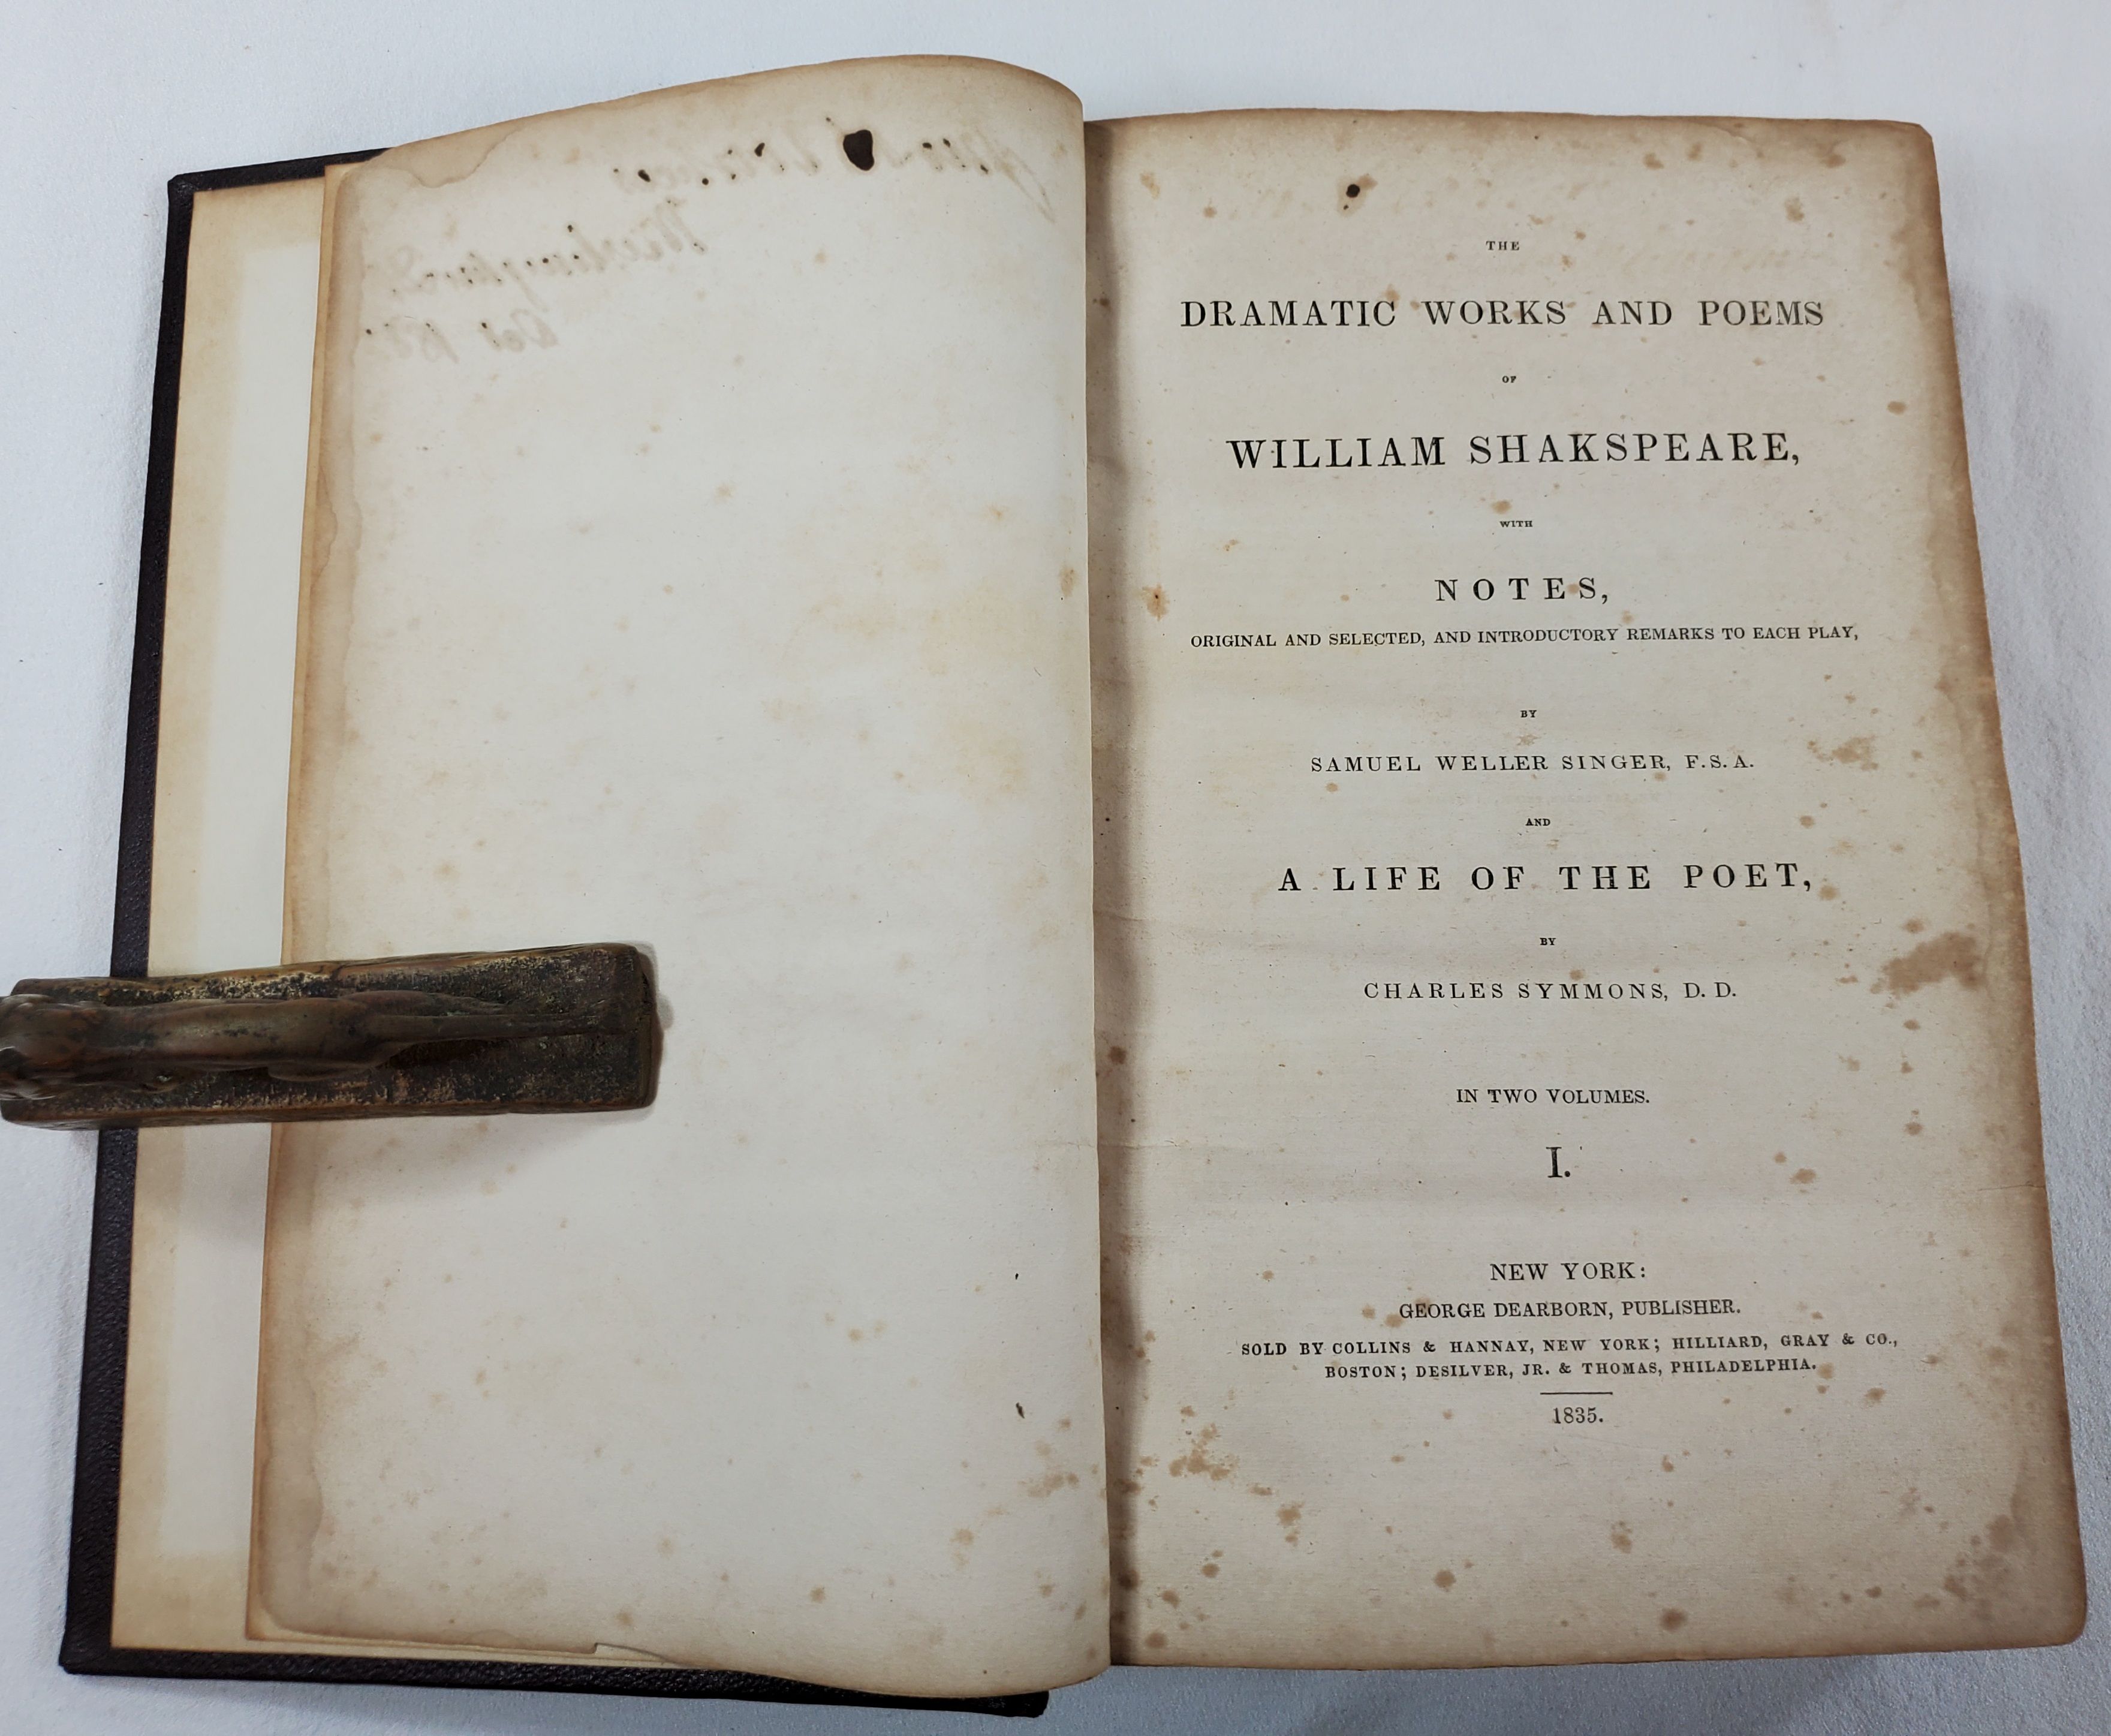 THE
DRAMATIC WORKS AND POEMS
OF
WILLIAM SHAKSPEARE,
WITH
NOTES,
ORIGINAL AND SELECTED, AND INTRODUCTORY REMARKS TO EACH PLAY,
BY
SAMUEL WELLER SINGER, F.S.A.
AND
A LIFE OF THE POET,
BY
CHARLES SYMMONS, D.D.
IN TWO VOLUMES.
I.
NEW YORK:
GEORGE DEARBORN, PUBLISHER.
SOLD BY COLLINS & HANNAY, NEW YORK; HILLIARD, GRAY & CO.,
BOSTON; DESILVER, JR. & THOMAS, PHILADELPHIA.
1835.